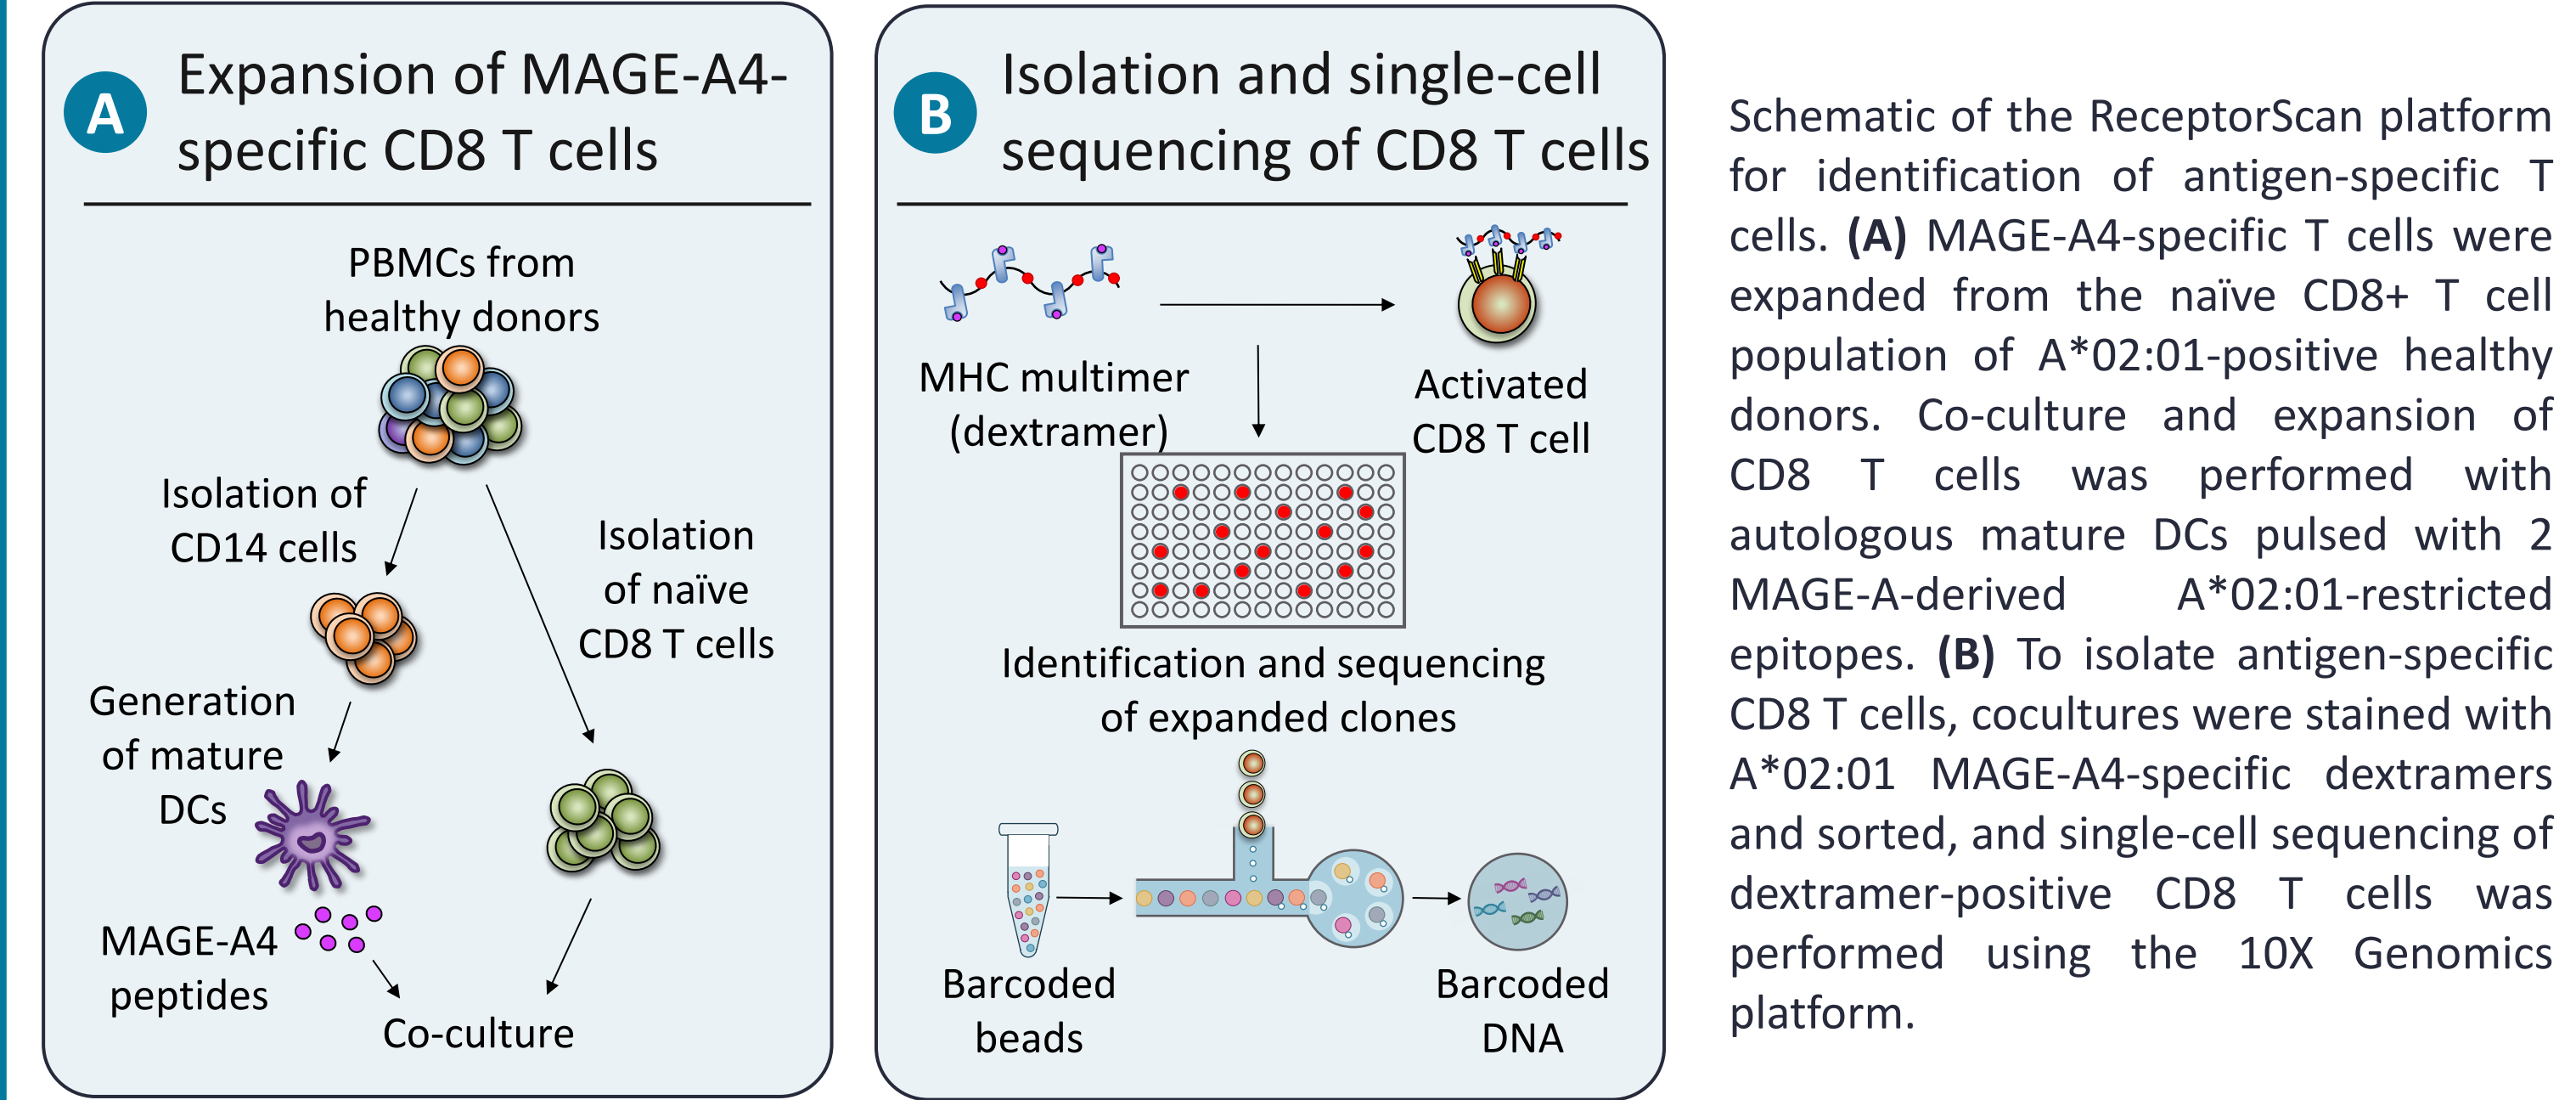 A
Expansion of MAGE-A4-
specific CD8 T cells
PBMCs from
healthy donors
Isolation of
CD14 cells
Isolation
of naïve
CD8 T cells
Generation
of mature
DCs
MAGE-A4
peptides
Co-culture
B
Isolation and single-cell
sequencing of CD8 T cells
MHC multimer
(dextramer)
Activated
CD8 T cell
Identification and sequencing
of expanded clones
Barcoded
beads
Barcoded
DNA
Schematic of the ReceptorScan platform
for identification of antigen-specific T
cells. (A) MAGE-A4-specific T cells were
expanded from the naïve CD8+ T cell
population of A*02:01-positive healthy
donors. Co-culture and expansion of
CD8 T cells was performed with
autologous mature DCs pulsed with 2
MAGE-A-derived A*02:01-restricted
epitopes. (B) To isolate antigen-specific
CD8 T cells, cocultures were stained with
A*02:01 MAGE-A4-specific dextramers
and sorted, and single-cell sequencing of
dextramer-positive CD8 T cells was
performed using the 10X Genomics
platform.